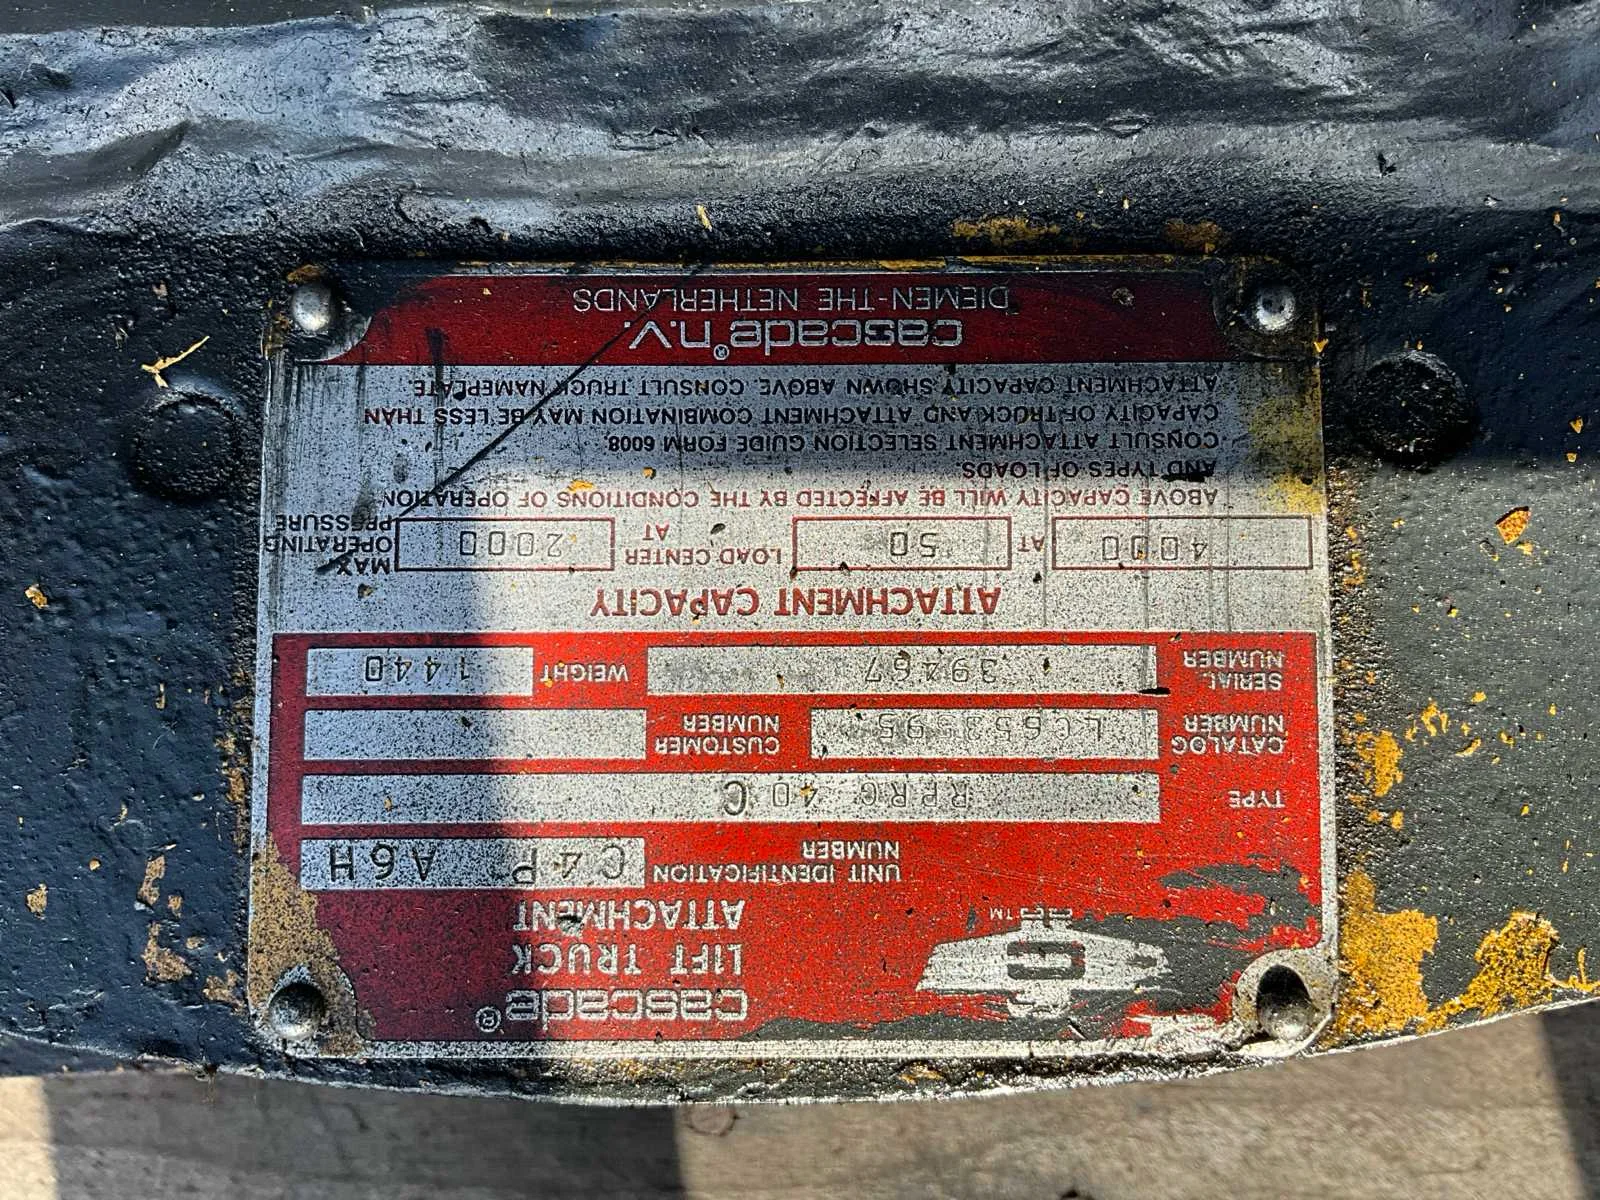 cascade®
LIFT TRUCK
ATTACHMENT
UNIT IDENTIFICATION NUMBER C4P A6H
TYPE 40 C
CATALOG NUMBER CUSTOMER NUMBER
SERIAL NUMBER 39467 WEIGHT 1440
ATTACHMENT CAPACITY
4000 AT 50 LOAD CENTER AT 2000 MAX OPERATING PRESSURE
ABOVE CAPACITY WILL BE AFFECTED BY THE CONDITIONS OF OPERATION
AND TYPES OF LOADS.
CONSULT ATTACHMENT SELECTION GUIDE FORM 6008.
CAPACITY OF TRUCK AND ATTACHMENT COMBINATION MAY BE LESS THAN
ATTACHMENT CAPACITY SHOWN ABOVE. CONSULT TRUCK NAMEPLATE
cascade® n.v.
DIEMEN-THE NETHERLANDS